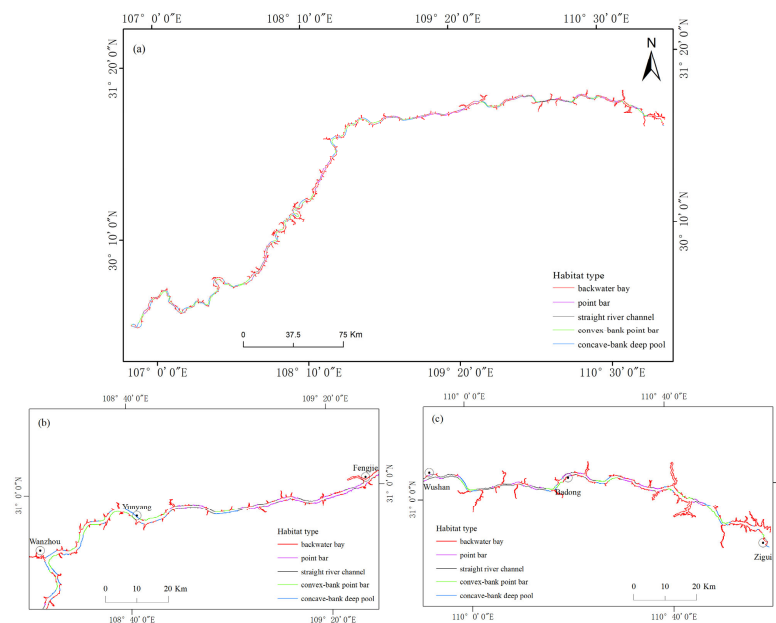 107° 0′0″E 108° 10′0″E 109° 20′0″E 110° 30′0″E
(a)
N
31° 20′0″N
31° 20′0″N
30° 10′0″N
30° 10′0″N
Habitat type
backwater bay
point bar
straight river channel
convex-bank point bar
concave-bank deep pool
0 37.5 75 Km
107° 0′0″E 108° 10′0″E 109° 20′0″E 110° 30′0″E
108° 40′0″E 109° 20′0″E
(b)
Fengjie
31° 0′0″N
31° 0′0″N
Yunyang
Wanzhou
Habitat type
backwater bay
point bar
straight river channel
convex-bank point bar
concave-bank deep pool
0 10 20 Km
108° 40′0″E 109° 20′0″E
110° 0′0″E 110° 40′0″E
(c)
Wushan
Badong
31° 0′0″N
31° 0′0″N
Zigui
Habitat type
backwater bay
point bar
straight river channel
convex-bank point bar
concave-bank deep pool
0 10 20 Km
110° 0′0″E 110° 40′0″E